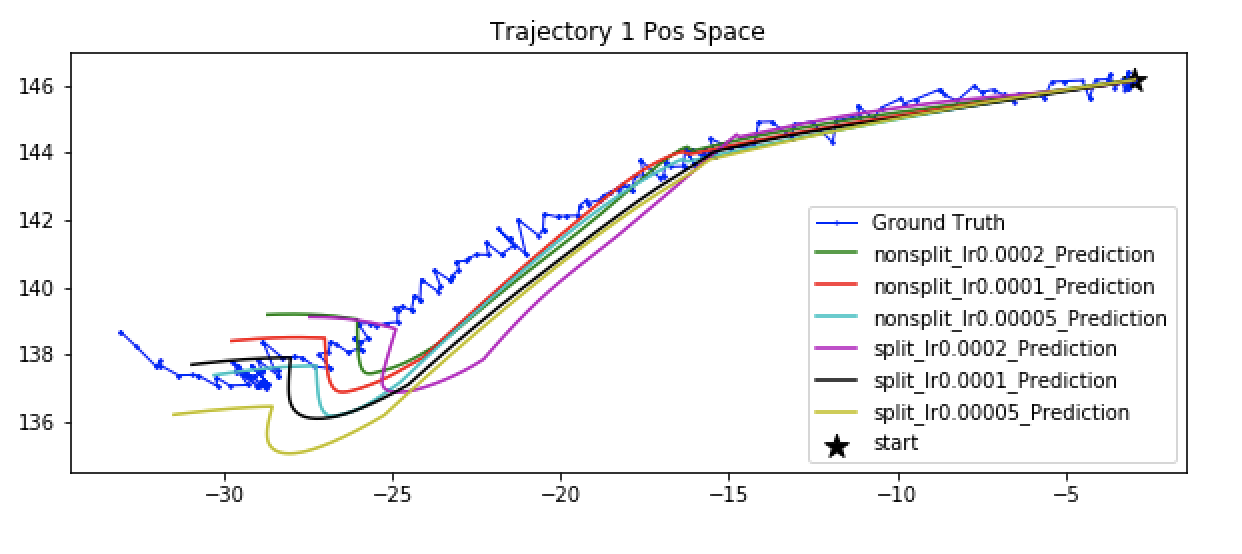 Trajectory 1 Pos Space
146
144
142
140
138
136
−30 −25 −20 −15 −10 −5
Ground Truth
nonsplit_lr0.0002_Prediction
nonsplit_lr0.0001_Prediction
nonsplit_lr0.00005_Prediction
split_lr0.0002_Prediction
split_lr0.0001_Prediction
split_lr0.00005_Prediction
start